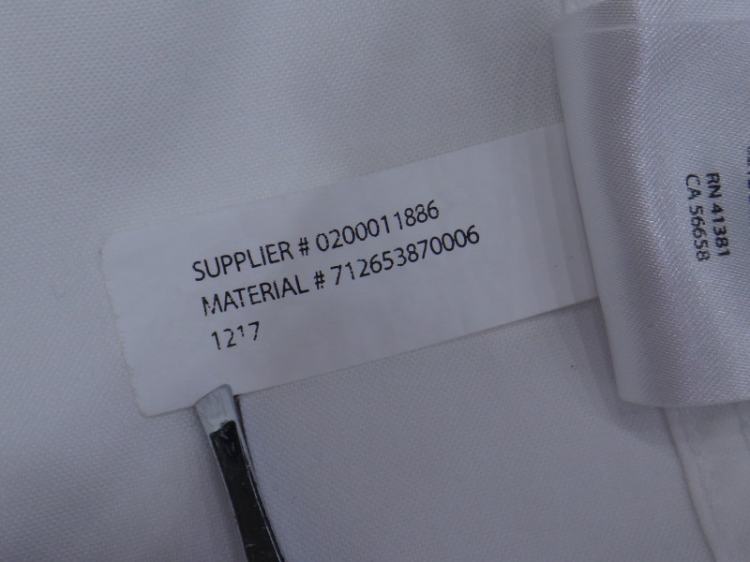 SUPPLIER # 0200011886
MATERIAL # 712653870006
1217
RN 41381
CA 56658